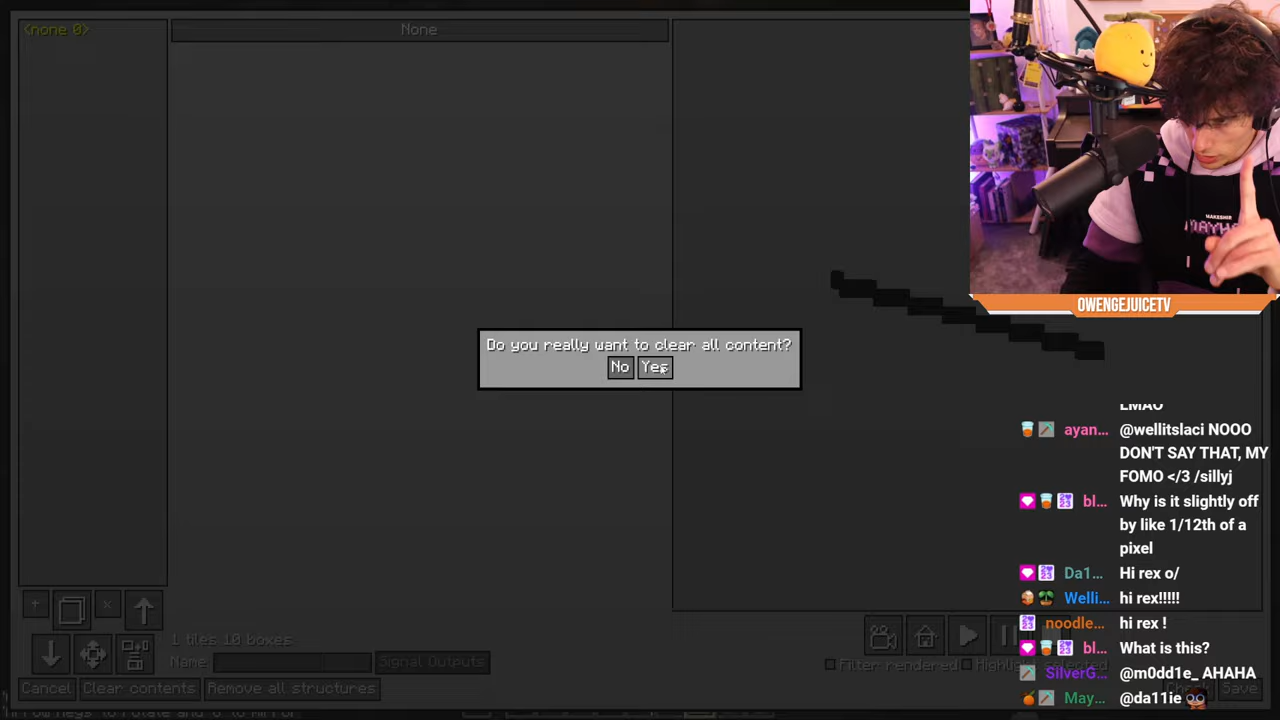 <none 0>
None
Do you really want to clear all content?
No Yes
1 tiles 10 boxes
Name:
Signal Outputs
Filter rendered
Cancel Clear contents Remove all structures
Save
MAKESHIP
OWENGEJUICETV
LMAO
ayan... @wellitslaci NOOO
DON'T SAY THAT, MY
FOMO </3 /sillyj
bl... Why is it slightly off
by like 1/12th of a
pixel
Da1... Hi rex o/
Welli... hi rex!!!!!
noodle... hi rex !
bl... What is this?
SilverG... @m0dd1e_ AHAHA
May... @da11ie